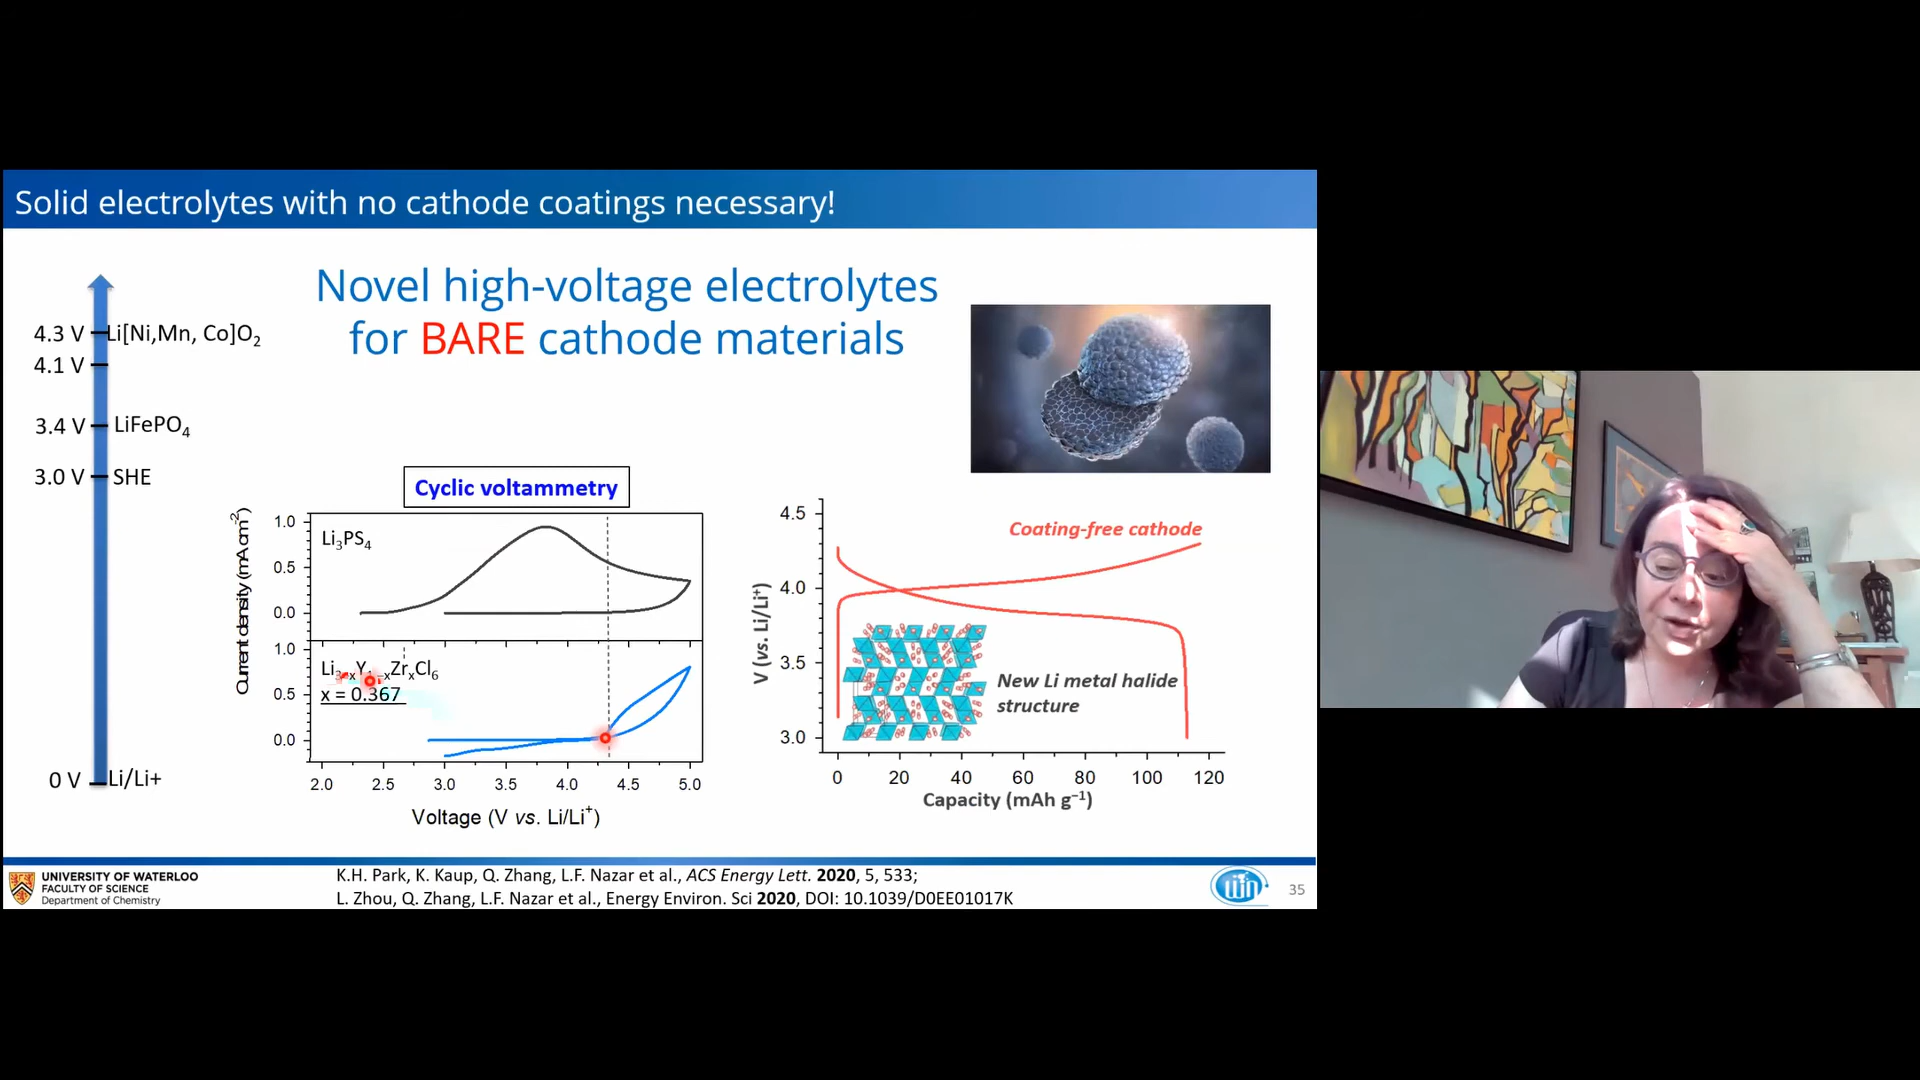 Solid electrolytes with no cathode coatings necessary!
Novel high-voltage electrolytes
for BARE cathode materials
4.3 V Li[Ni,Mn, Co]O₂
4.1 V
3.4 V LiFePO₄
3.0 V SHE
0 V Li/Li+
Cyclic voltammetry
Current density (mA cm⁻²)
1.0
0.5
0.0
Li₃PS₄
1.0
0.5
0.0
x = 0.367
2.0 2.5 3.0 3.5 4.0 4.5 5.0
Voltage (V vs. Li/Li⁺)
V (vs. Li/Li⁺)
4.5
4.0
3.5
3.0
Coating-free cathode
New Li metal halide
structure
0 20 40 60 80 100 120
Capacity (mAh g⁻¹)
UNIVERSITY OF WATERLOO
FACULTY OF SCIENCE
Department of Chemistry
K.H. Park, K. Kaup, Q. Zhang, L.F. Nazar et al., ACS Energy Lett. 2020, 5, 533;
L. Zhou, Q. Zhang, L.F. Nazar et al., Energy Environ. Sci 2020, DOI: 10.1039/D0EE01017K
win
35